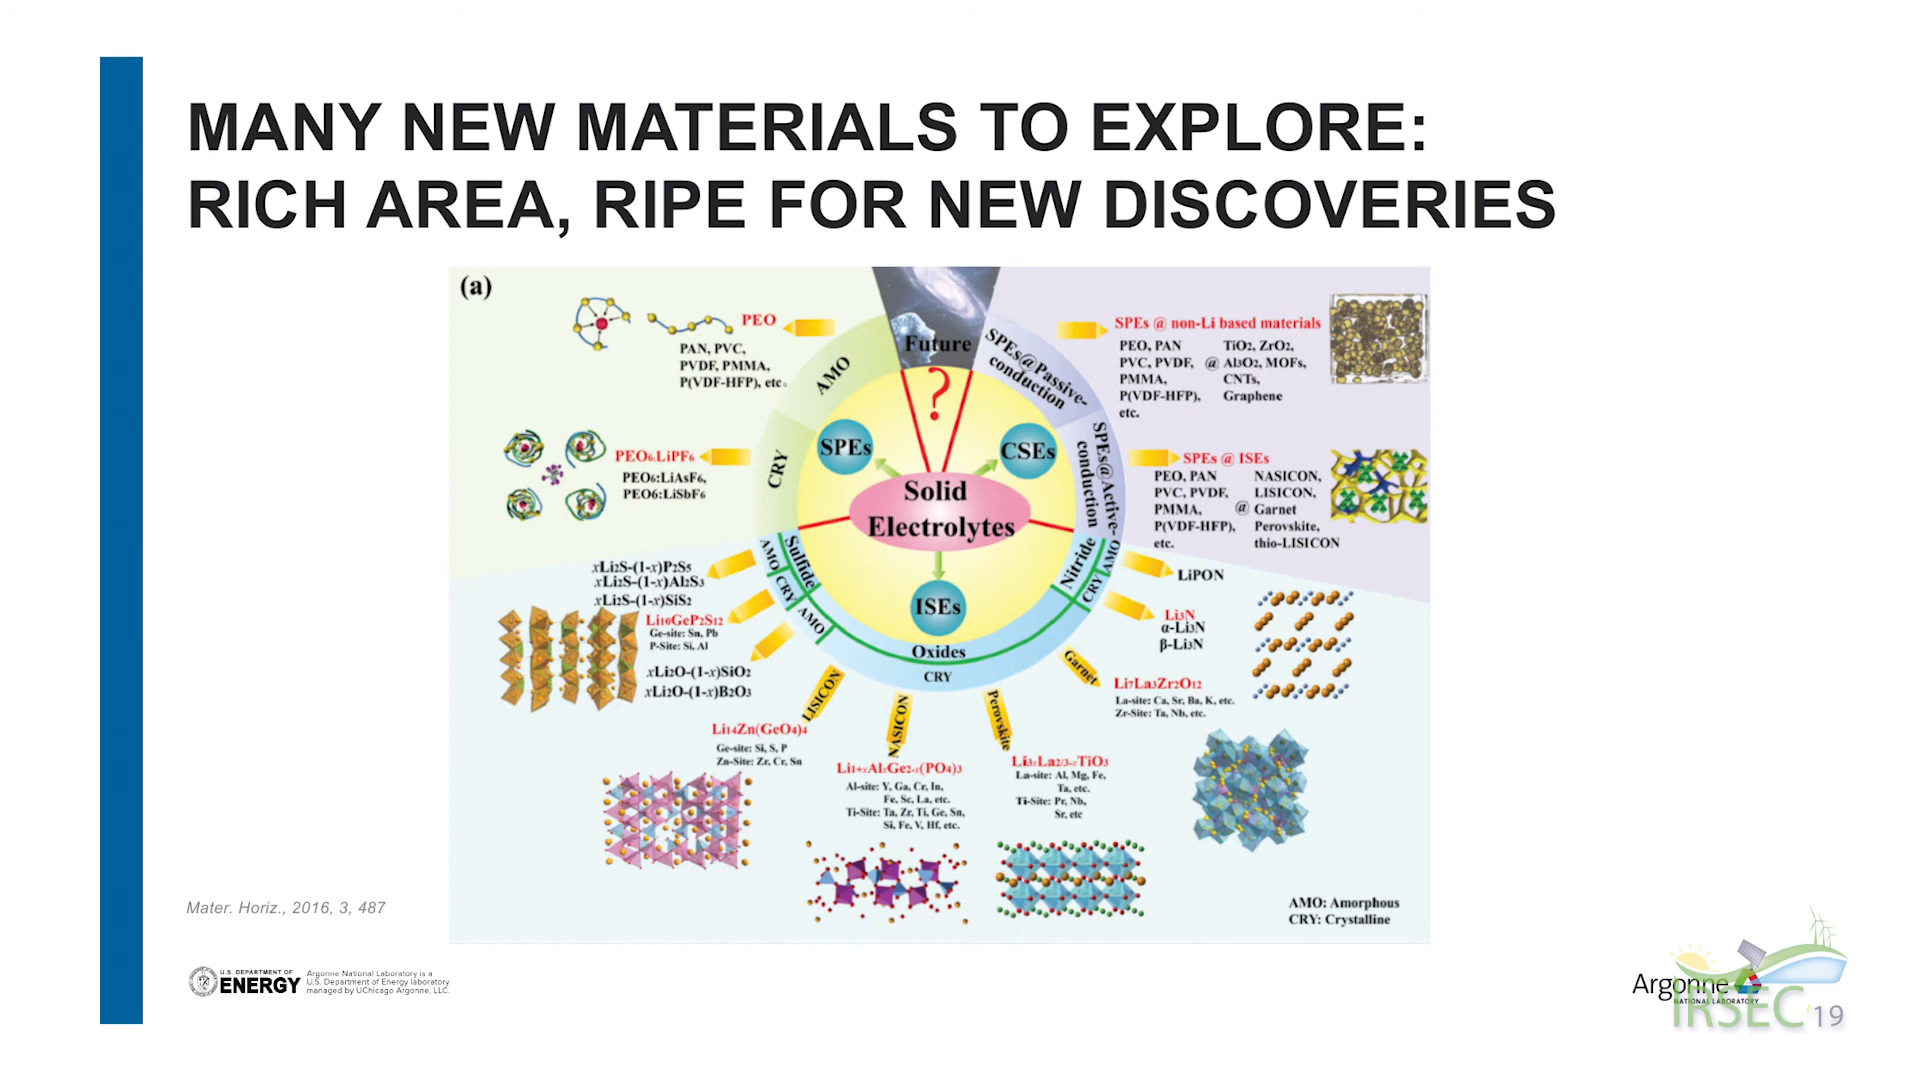 MANY NEW MATERIALS TO EXPLORE:
RICH AREA, RIPE FOR NEW DISCOVERIES
(a)
PEO
PAN, PVC,
PVDF, PMMA,
P(VDF-HFP), etc.
AMO
Future
?
SPEs@Passive-
conduction
SPEs @ non-Li based materials
PEO, PAN TiO2, ZrO2,
PVC, PVDF, @ Al3O2, MOFs,
PMMA, CNTs,
P(VDF-HFP), Graphene
etc.
PEO6:LiPF6
PEO6:LiAsF6,
PEO6:LiSbF6
CRY
SPEs
CSEs
SPEs@Active-
conduction
SPEs @ ISEs
PEO, PAN NASICON,
PVC, PVDF, LISICON,
PMMA, @ Garnet
P(VDF-HFP), Perovskite,
etc. thio-LISICON
Solid
Electrolytes
ISEs
xLi2S-(1-x)P2S5
xLi2S-(1-x)Al2S3
xLi2S-(1-x)SiS2
AMO
CRY
Sulfide
Nitride
AMO
CRY
LiPON
Li10GeP2S12
Ge-site: Sn, Pb
P-Site: Si, Al
AMO
Oxides
CRY
Li3N
α-Li3N
β-Li3N
xLi2O-(1-x)SiO2
xLi2O-(1-x)B2O3
LISICON
NASICON
Perovskite
Garnet
Li7La3Zr2O12
La-site: Ca, Sr, Ba, K, etc.
Zr-Site: Ta, Nb, etc.
Li14Zn(GeO4)4
Ge-site: Si, S, P
Zn-Site: Zr, Cr, Sn
Li1+xAlxGe2-x(PO4)3
Al-site: Y, Ga, Cr, In,
Fe, Sc, La, etc.
Ti-Site: Ta, Zr, Ti, Ge, Sn,
Si, Fe, V, Hf, etc.
Li3xLa2/3-xTiO3
La-site: Al, Mg, Fe,
Ta, etc.
Ti-Site: Pr, Nb,
Sr, etc
AMO: Amorphous
CRY: Crystalline
Mater. Horiz., 2016, 3, 487
U.S. DEPARTMENT OF
ENERGY
Argonne National Laboratory is a
U.S. Department of Energy laboratory
managed by UChicago Argonne, LLC.
Argonne
NATIONAL LABORATORY
IRSEC'19